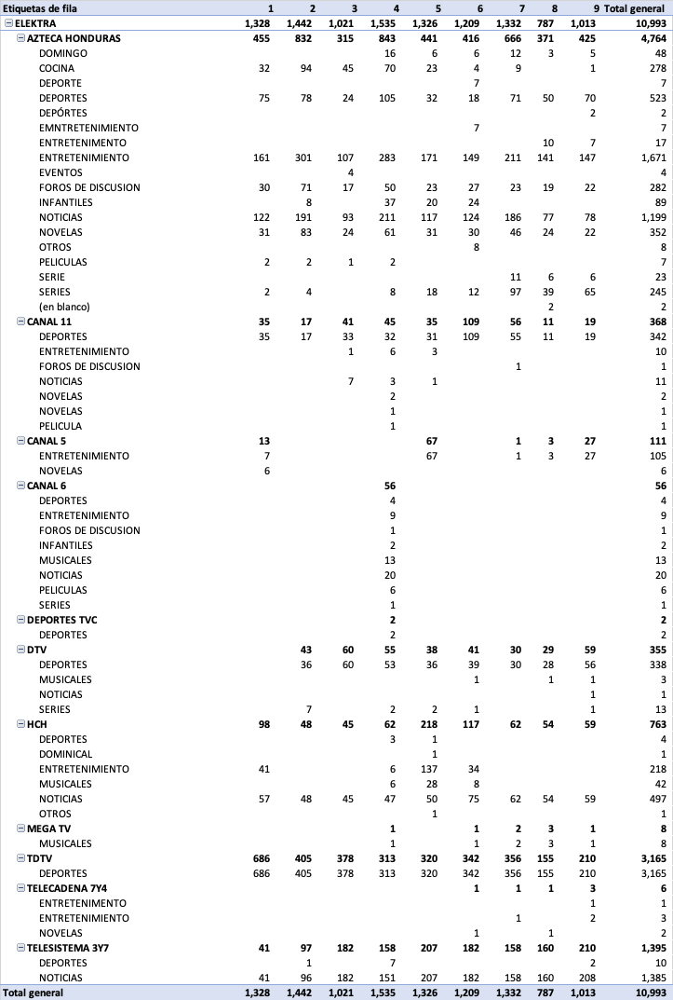 Etiquetas de fila 1 2 3 4 5 6 7 8 9 Total general
ELEKTRA 1,328 1,442 1,021 1,535 1,326 1,209 1,332 787 1,013 10,993
AZTECA HONDURAS 455 832 315 843 441 416 666 371 425 4,764
DOMINGO 16 6 6 12 3 5 48
COCINA 32 94 45 70 23 4 9 1 278
DEPORTE 7 7
DEPORTES 75 78 24 105 32 18 71 50 70 523
DEPÓRTES 2 2
EMNTRETENIMIENTO 7 7
ENTRETENIMENTO 10 7 17
ENTRETENIMIENTO 161 301 107 283 171 149 211 141 147 1,671
EVENTOS 4 4
FOROS DE DISCUSION 30 71 17 50 23 27 23 19 22 282
INFANTILES 8 37 20 24 89
NOTICIAS 122 191 93 211 117 124 186 77 78 1,199
NOVELAS 31 83 24 61 31 30 46 24 22 352
OTROS 8 8
PELICULAS 2 2 1 2 7
SERIE 11 6 6 23
SERIES 2 4 8 18 12 97 39 65 245
(en blanco) 2 2
CANAL 11 35 17 41 45 35 109 56 11 19 368
DEPORTES 35 17 33 32 31 109 55 11 19 342
ENTRETENIMIENTO 1 6 3 10
FOROS DE DISCUSION 1 1
NOTICIAS 7 3 1 11
NOVELAS 2 2
NOVELAS 1 1
PELICULA 1 1
CANAL 5 13 67 1 3 27 111
ENTRETENIMIENTO 7 67 1 3 27 105
NOVELAS 6 6
CANAL 6 56 56
DEPORTES 4 4
ENTRETENIMIENTO 9 9
FOROS DE DISCUSION 1 1
INFANTILES 2 2
MUSICALES 13 13
NOTICIAS 20 20
PELICULAS 6 6
SERIES 1 1
DEPORTES TVC 2 2
DEPORTES 2 2
DTV 43 60 55 38 41 30 29 59 355
DEPORTES 36 60 53 36 39 30 28 56 338
MUSICALES 1 1 1 3
NOTICIAS 1 1
SERIES 7 2 2 1 1 13
HCH 98 48 45 62 218 117 62 54 59 763
DEPORTES 3 1 4
DOMINICAL 1 1
ENTRETENIMIENTO 41 6 137 34 218
MUSICALES 6 28 8 42
NOTICIAS 57 48 45 47 50 75 62 54 59 497
OTROS 1 1
MEGA TV 1 1 2 3 1 8
MUSICALES 1 1 2 3 1 8
TDTV 686 405 378 313 320 342 356 155 210 3,165
DEPORTES 686 405 378 313 320 342 356 155 210 3,165
TELECADENA 7Y4 1 1 1 3 6
ENTRETENIMENTO 1 1
ENTRETENIMIENTO 1 2 3
NOVELAS 1 1 2
TELESISTEMA 3Y7 41 97 182 158 207 182 158 160 210 1,395
DEPORTES 1 7 2 10
NOTICIAS 41 96 182 151 207 182 158 160 208 1,385
Total general 1,328 1,442 1,021 1,535 1,326 1,209 1,332 787 1,013 10,993